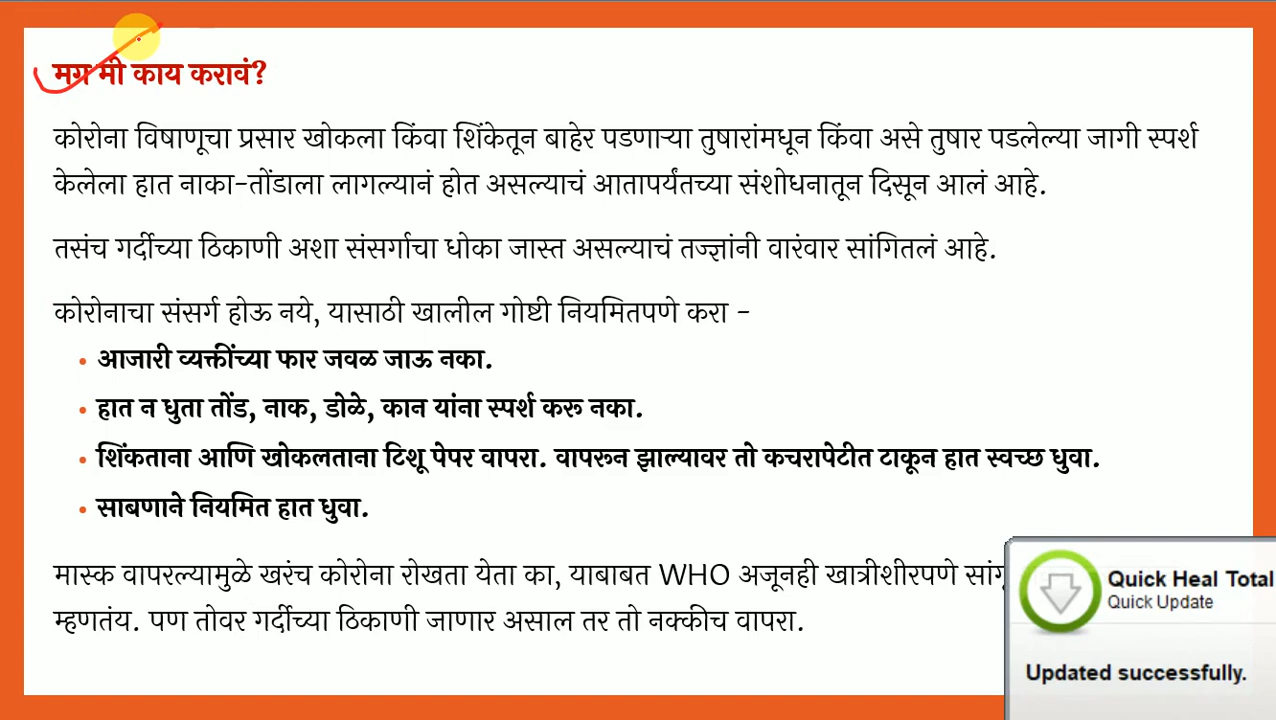 मग मी काय करावं?
कोरोना विषाणूचा प्रसार खोकला किंवा शिंकेतून बाहेर पडणाऱ्या तुषारांमधून किंवा असे तुषार पडलेल्या जागी स्पर्श
केलेला हात नाका-तोंडाला लागल्यानं होत असल्याचं आतापर्यंतच्या संशोधनातून दिसून आलं आहे.
तसंच गर्दीच्या ठिकाणी अशा संसर्गाचा धोका जास्त असल्याचं तज्ज्ञांनी वारंवार सांगितलं आहे.
कोरोनाचा संसर्ग होऊ नये, यासाठी खालील गोष्टी नियमितपणे करा -
• आजारी व्यक्तींच्या फार जवळ जाऊ नका.
• हात न धुता तोंड, नाक, डोळे, कान यांना स्पर्श करू नका.
• शिंकताना आणि खोकलताना टिशू पेपर वापरा. वापरून झाल्यावर तो कचरापेटीत टाकून हात स्वच्छ धुवा.
• साबणाने नियमित हात धुवा.
मास्क वापरल्यामुळे खरंच कोरोना रोखता येता का, याबाबत WHO अजूनही खात्रीशीरपणे
म्हणतंय. पण तोवर गर्दीच्या ठिकाणी जाणार असाल तर तो नक्कीच वापरा.
Quick Heal Total
Quick Update
Updated successfully.